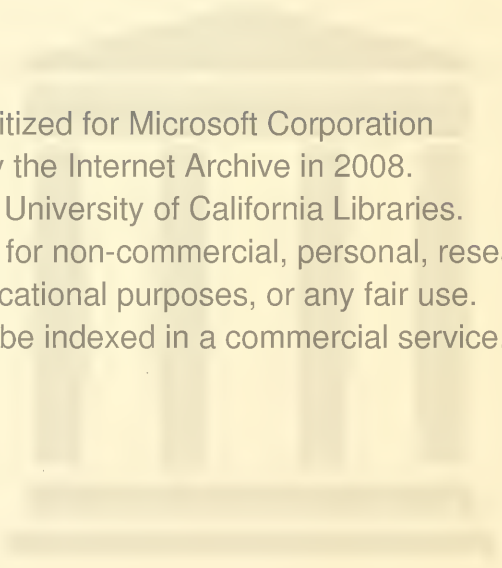 itized for Microsoft Corporation
the Internet Archive in 2008.
University of California Libraries.
for non-commercial, personal, rese
cational purposes, or any fair use.
be indexed in a commercial service